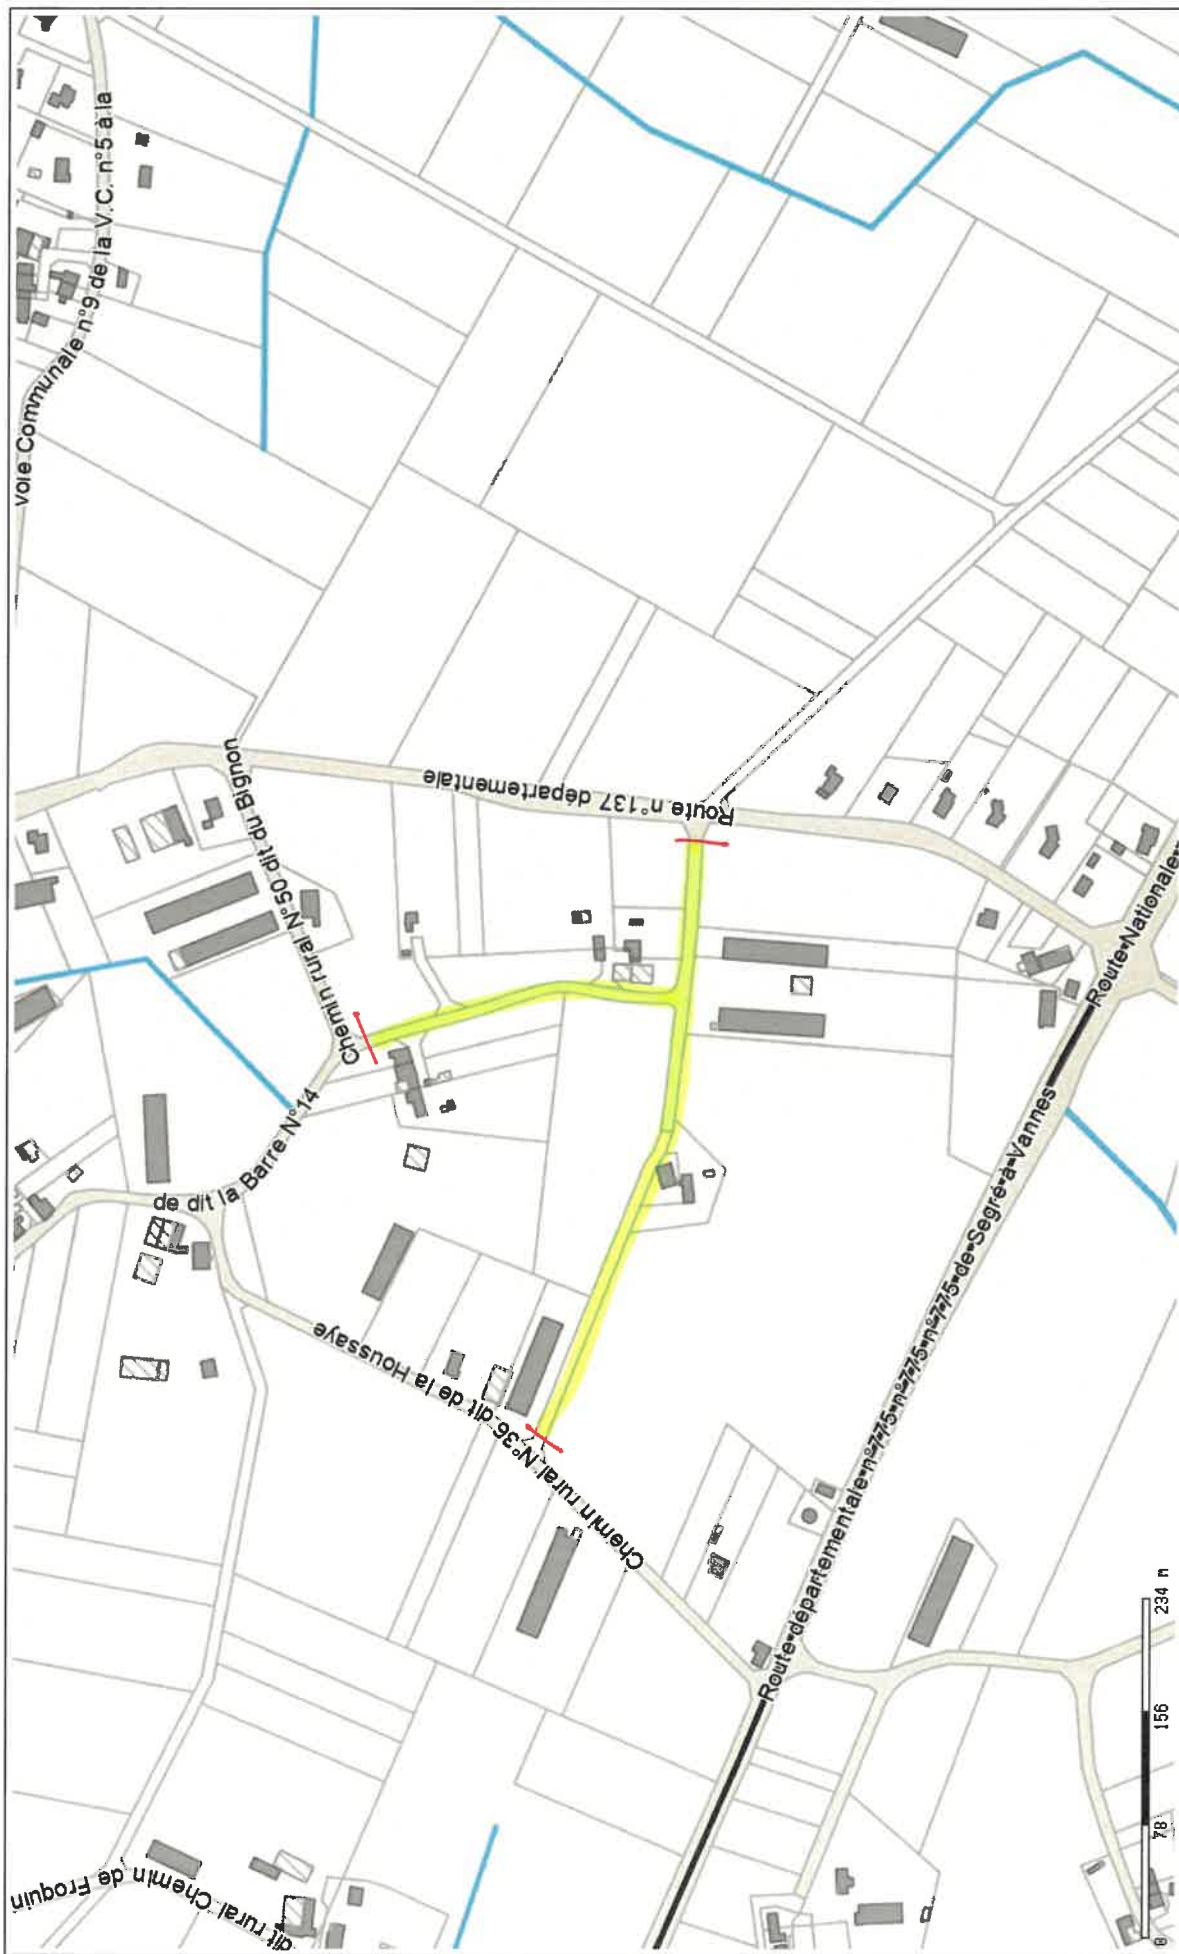 voie Communale n°9 de la V.C. n°5 à la
Chemin rural N°50 dit du Bignon
Route n°137 départementale
de dit la Barre N°14
Chemin rural N°36 dit de la Houssaye
Route Nationale
Route départementale n°775 n°775 n°775 de Segré à Vannes
dit rural Chemin de Froquin
0 78 156 234 m